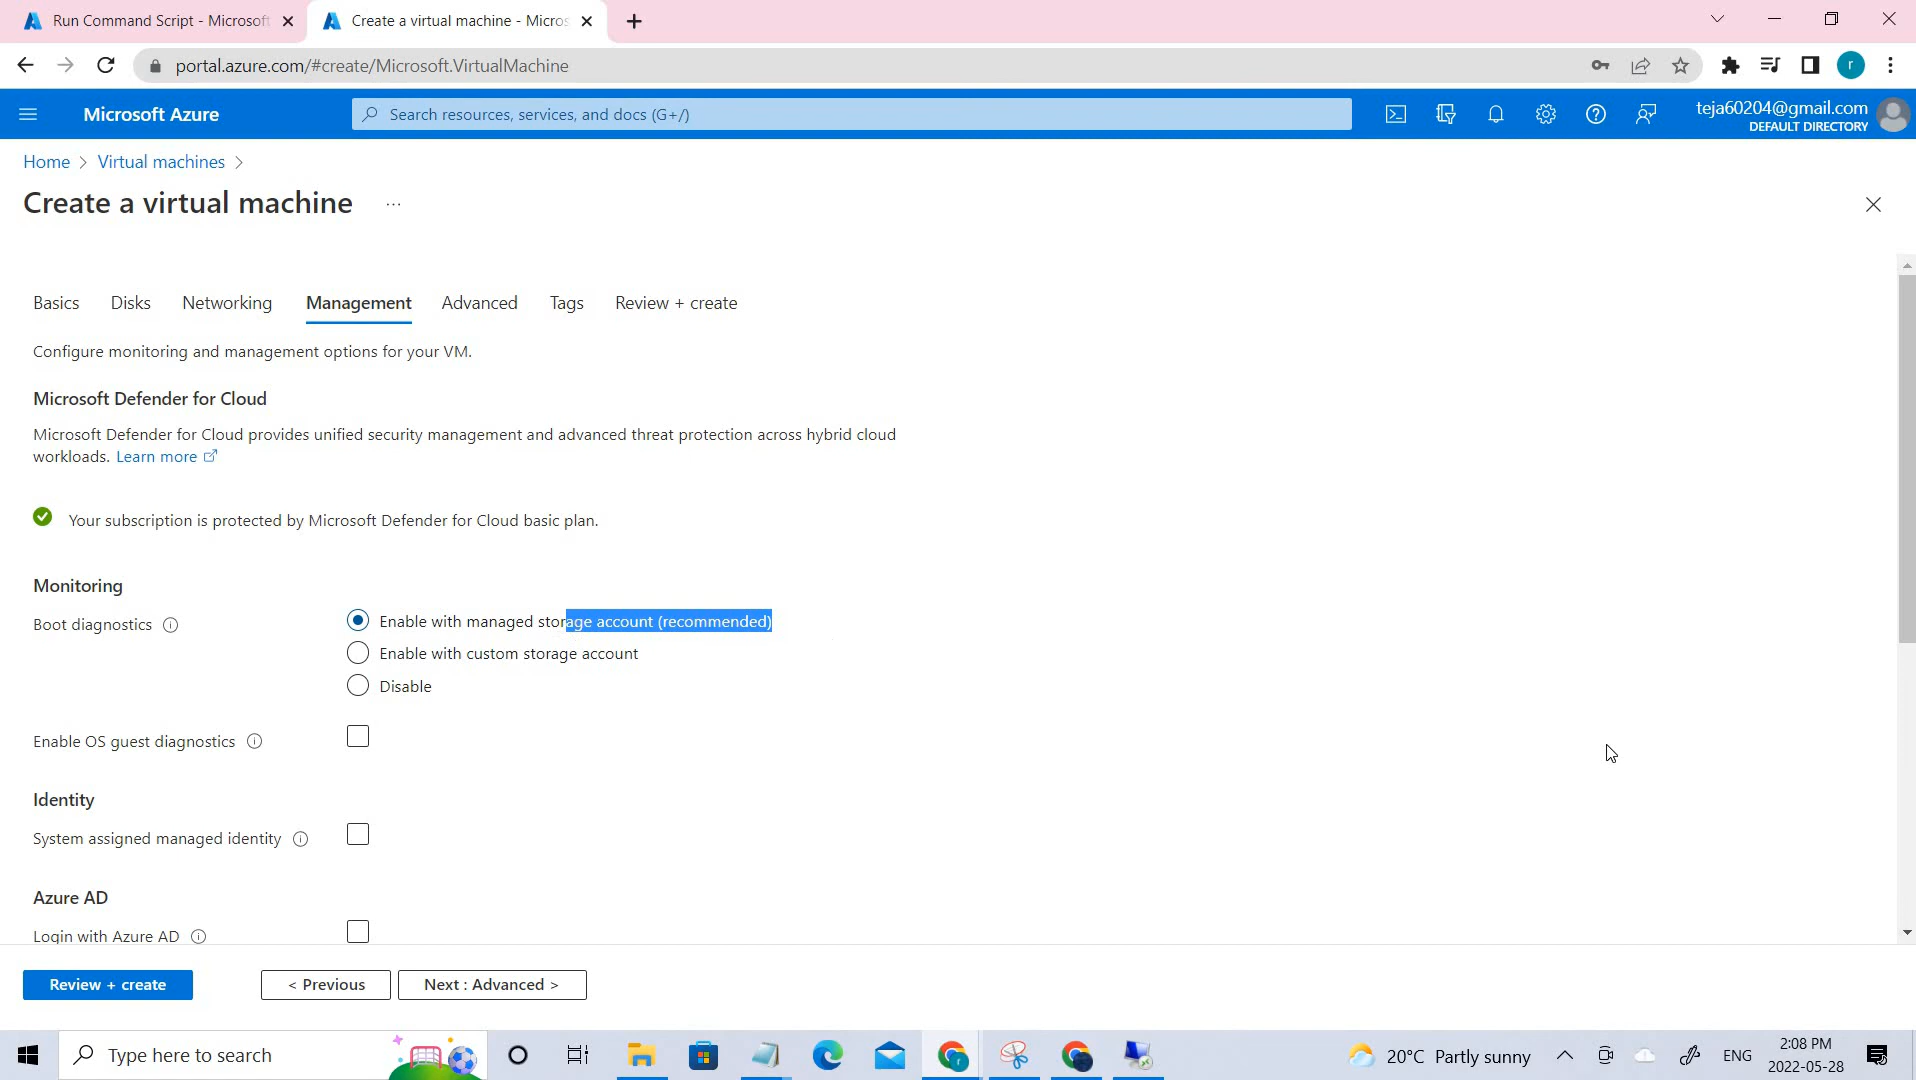 Run Command Script - Microsoft
Create a virtual machine - Micros
portal.azure.com/#create/Microsoft.VirtualMachine
r
Microsoft Azure
Search resources, services, and docs (G+/)
teja60204@gmail.com
DEFAULT DIRECTORY
Home > Virtual machines >
Create a virtual machine ...
Basics Disks Networking Management Advanced Tags Review + create
Configure monitoring and management options for your VM.
Microsoft Defender for Cloud
Microsoft Defender for Cloud provides unified security management and advanced threat protection across hybrid cloud
workloads. Learn more
Your subscription is protected by Microsoft Defender for Cloud basic plan.
Monitoring
Boot diagnostics
Enable with managed storage account (recommended)
Enable with custom storage account
Disable
Enable OS guest diagnostics
Identity
System assigned managed identity
Azure AD
Login with Azure AD
Review + create
< Previous
Next : Advanced >
Type here to search
20°C Partly sunny
ENG
2:08 PM
2022-05-28